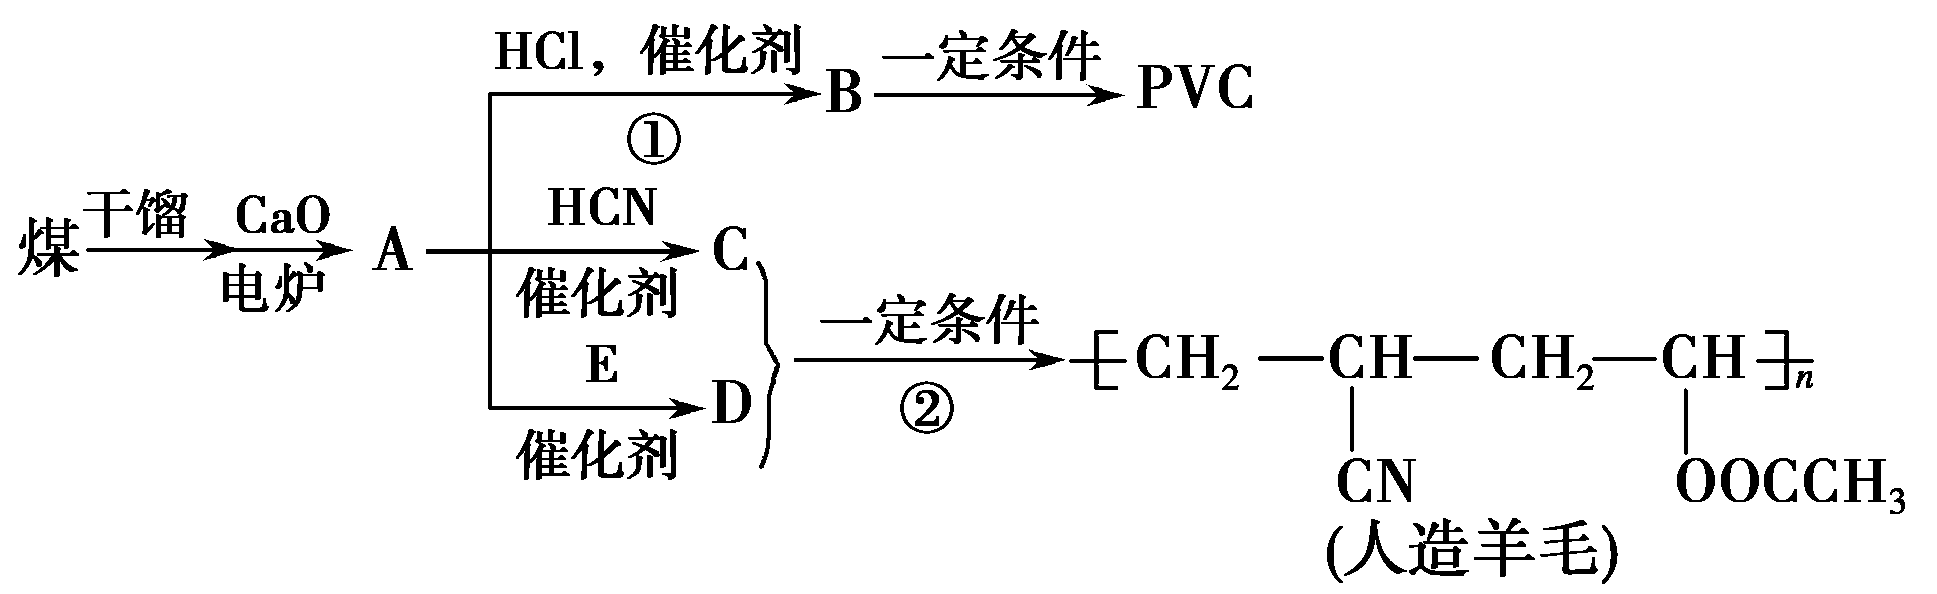 HCl，催化剂
①
B
一定条件
PVC
煤
干馏
CaO
电炉
A
HCN
催化剂
C
E
催化剂
D
一定条件
②
[CH₂—CH—CH₂—CH]ₙ
CN
OOCCH₃
(人造羊毛)